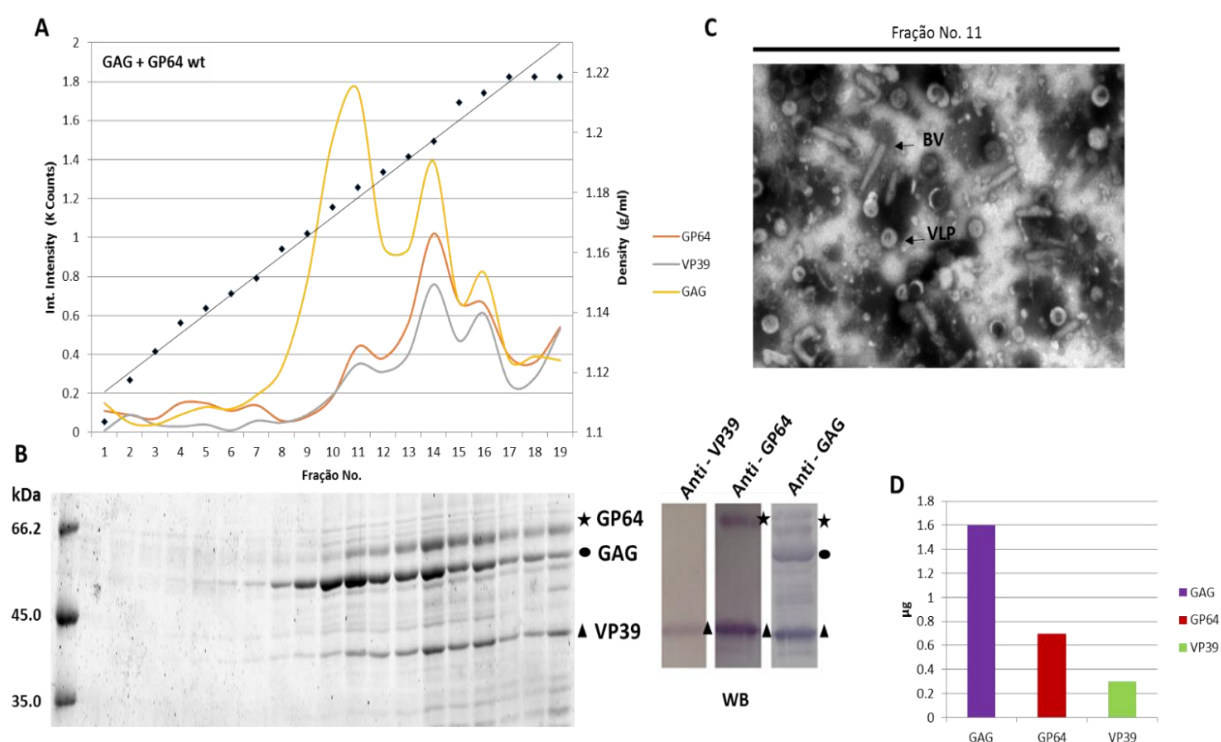 A
GAG + GP64 wt
2
1.8
1.6
1.4
1.2
1
0.8
0.6
0.4
0.2
0
Int. Intensity (K Counts)
1.22
1.2
1.18
1.16
1.14
1.12
1.1
Density (g/ml)
1 2 3 4 5 6 7 8 9 10 11 12 13 14 15 16 17 18 19
Fração No.
GP64
VP39
GAG
C
Fração No. 11
BV
VLP
B
kDa
66.2
45.0
35.0
GP64
GAG
VP39
Anti - VP39
Anti - GP64
Anti - GAG
WB
D
1.8
1.6
1.4
1.2
1
0.8
0.6
0.4
0.2
0
µg
GAG GP64 VP39
GAG
GP64
VP39